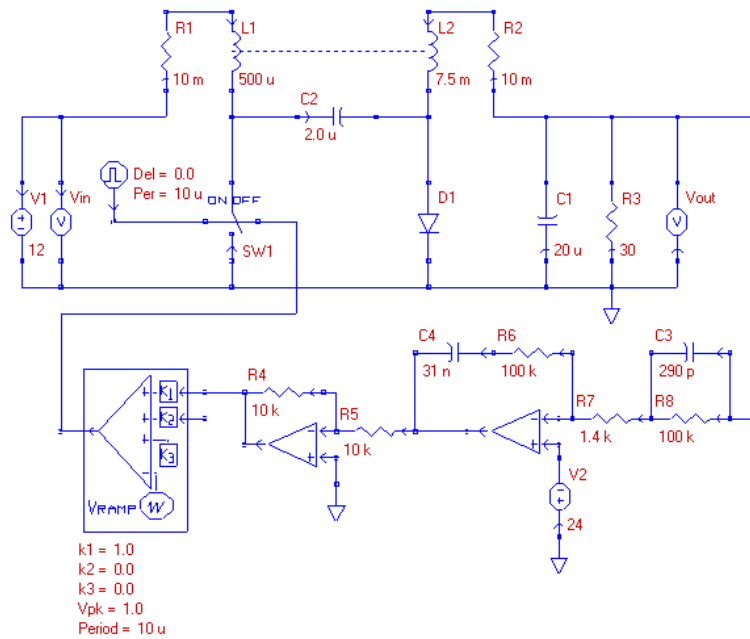 R1
L1
L2
R2
10 m
500 u
7.5 m
10 m
C2
2.0 u
Del = 0.0
Per = 10 u
ON OFF
V1
Vin
V
12
SW1
D1
C1
20 u
R3
30
Vout
V
C4
31 n
R6
100 k
C3
290 p
R4
10 k
R5
10 k
R7
1.4 k
R8
100 k
V2
24
K1
K2
K3
VRAMP
k1 = 1.0
k2 = 0.0
k3 = 0.0
Vpk = 1.0
Period = 10 u